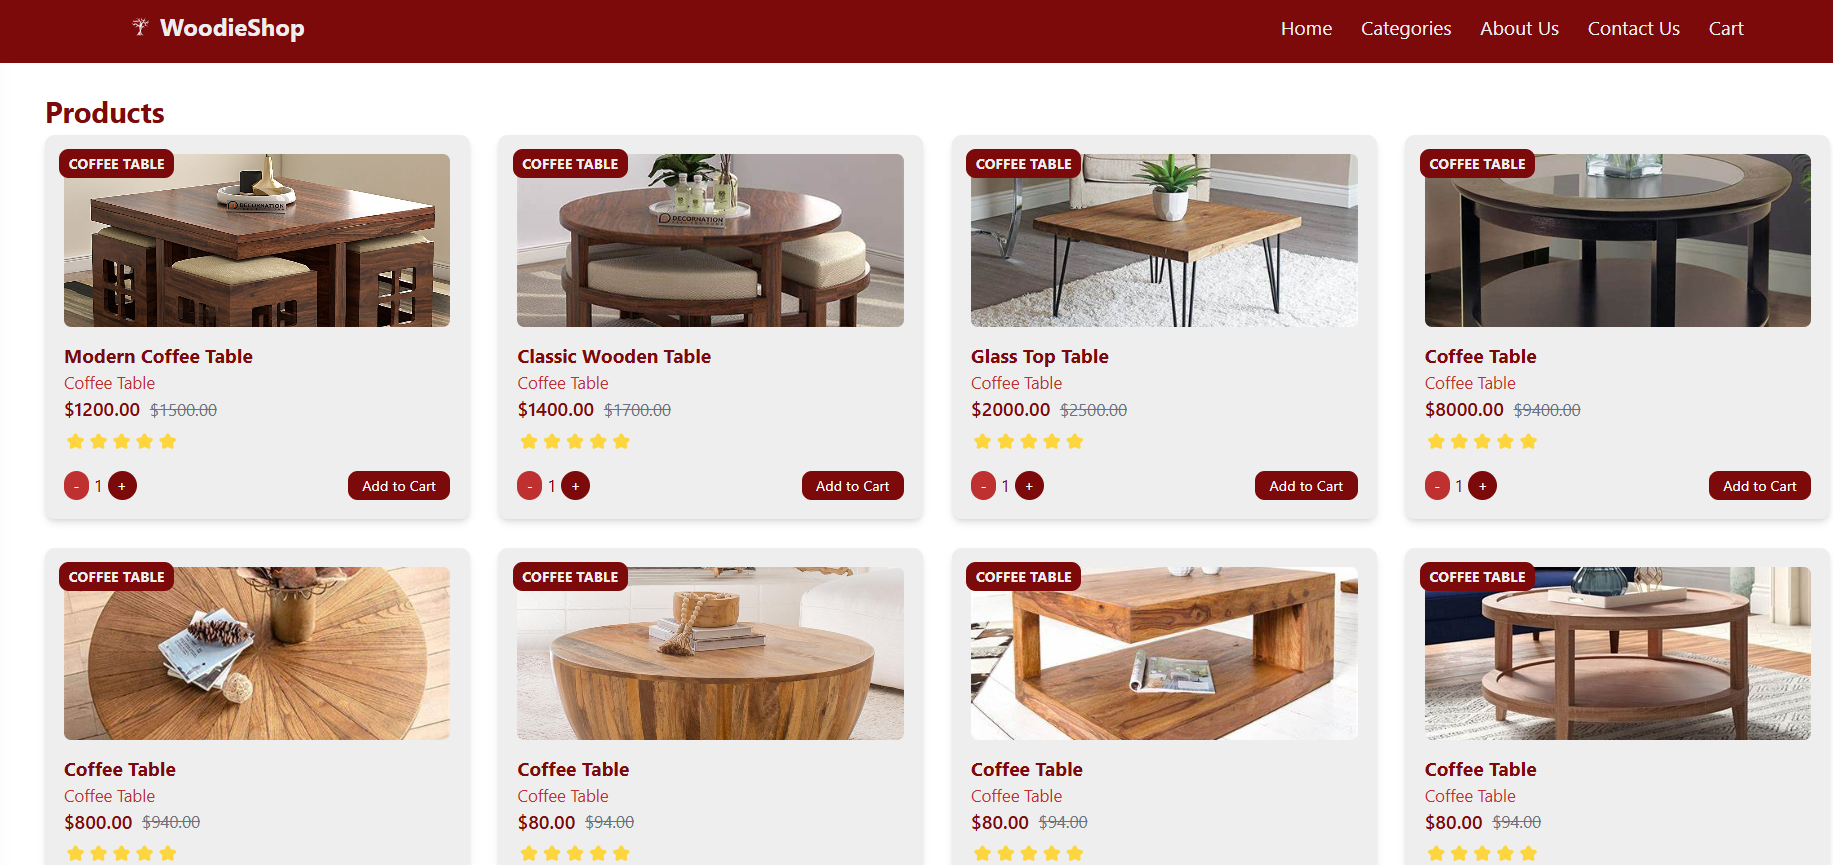 WoodieShop
Home Categories About Us Contact Us Cart
Products
COFFEE TABLE
DECORNATION
Modern Coffee Table
Coffee Table
$1200.00 $1500.00
- 1 +
Add to Cart
COFFEE TABLE
DECORNATION
Classic Wooden Table
Coffee Table
$1400.00 $1700.00
- 1 +
Add to Cart
COFFEE TABLE
Glass Top Table
Coffee Table
$2000.00 $2500.00
- 1 +
Add to Cart
COFFEE TABLE
Coffee Table
Coffee Table
$8000.00 $9400.00
- 1 +
Add to Cart
COFFEE TABLE
Coffee Table
Coffee Table
$800.00 $940.00
COFFEE TABLE
Coffee Table
Coffee Table
$80.00 $94.00
COFFEE TABLE
Coffee Table
Coffee Table
$80.00 $94.00
COFFEE TABLE
Coffee Table
Coffee Table
$80.00 $94.00